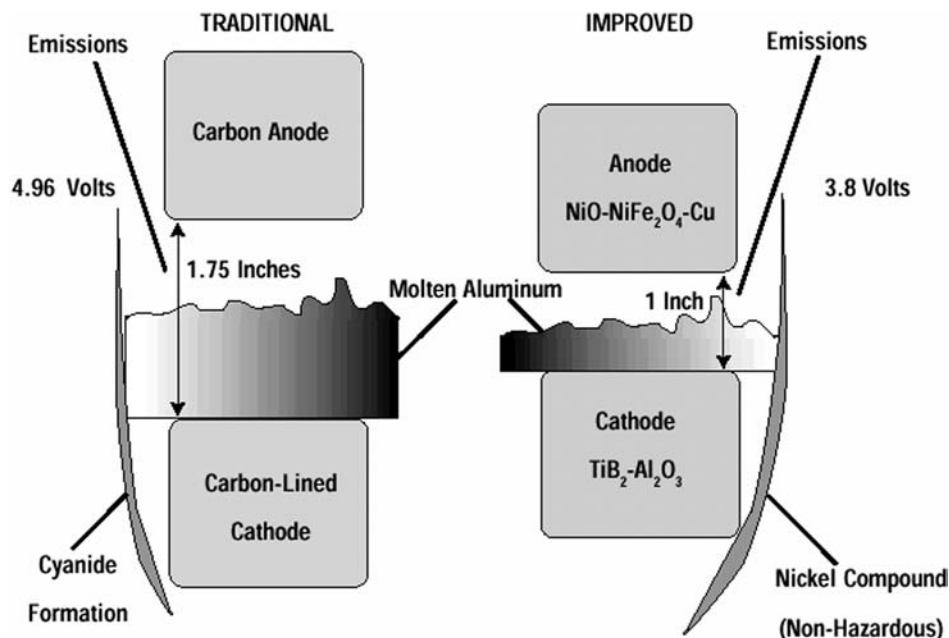 TRADITIONAL
Emissions
Carbon Anode
4.96 Volts
1.75 Inches
Molten Aluminum
Carbon-Lined
Cathode
Cyanide
Formation
IMPROVED
Emissions
Anode
NiO-NiFe₂O₄-Cu
3.8 Volts
1 Inch
Cathode
TiB₂-Al₂O₃
Nickel Compound
(Non-Hazardous)